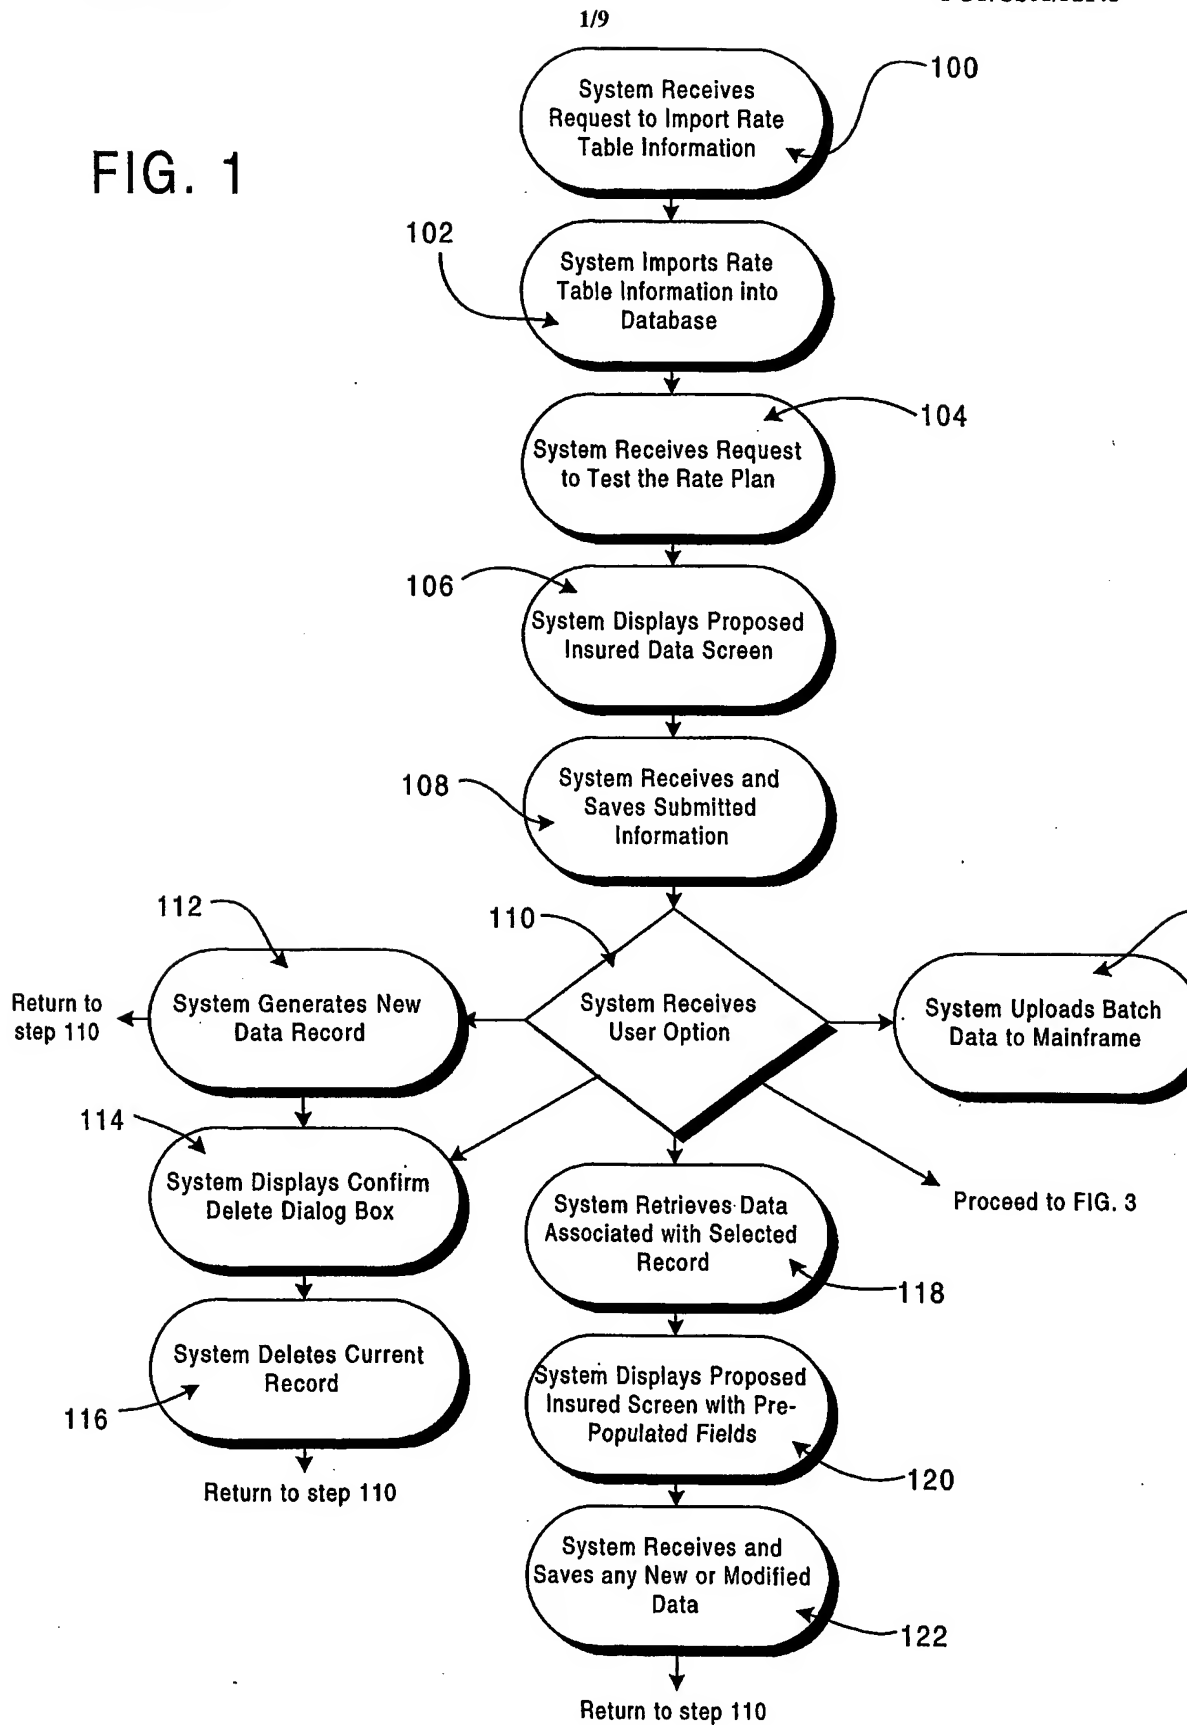 1/9
FIG. 1
System Receives
Request to Import Rate
Table Information
100
102
System Imports Rate
Table Information into
Database
104
System Receives Request
to Test the Rate Plan
106
System Displays Proposed
Insured Data Screen
108
System Receives and
Saves Submitted
Information
112
110
System Generates New
Data Record
Return to
step 110
System Receives
User Option
System Uploads Batch
Data to Mainframe
114
System Displays Confirm
Delete Dialog Box
System Retrieves Data
Associated with Selected
Record
Proceed to FIG. 3
118
System Deletes Current
Record
116
System Displays Proposed
Insured Screen with Pre-
Populated Fields
120
Return to step 110
System Receives and
Saves any New or Modified
Data
122
Return to step 110